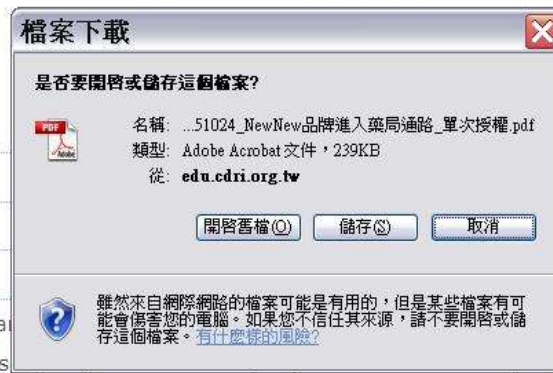 檔案下載
是否要開啓或儲存這個檔案?
PDF
Adobe
名稱: ...51024_NewNew品牌進入藥局通路_單次授權.pdf
類型: Adobe Acrobat 文件，239KB
從: edu.cdri.org.tw
開啓舊檔(O)
儲存(S)
取消
雖然來自網際網路的檔案可能是有用的，但是某些檔案有可
能會傷害您的電腦。如果您不信任其來源，請不要開啓或儲
存這個檔案。有什麼樣的風險?